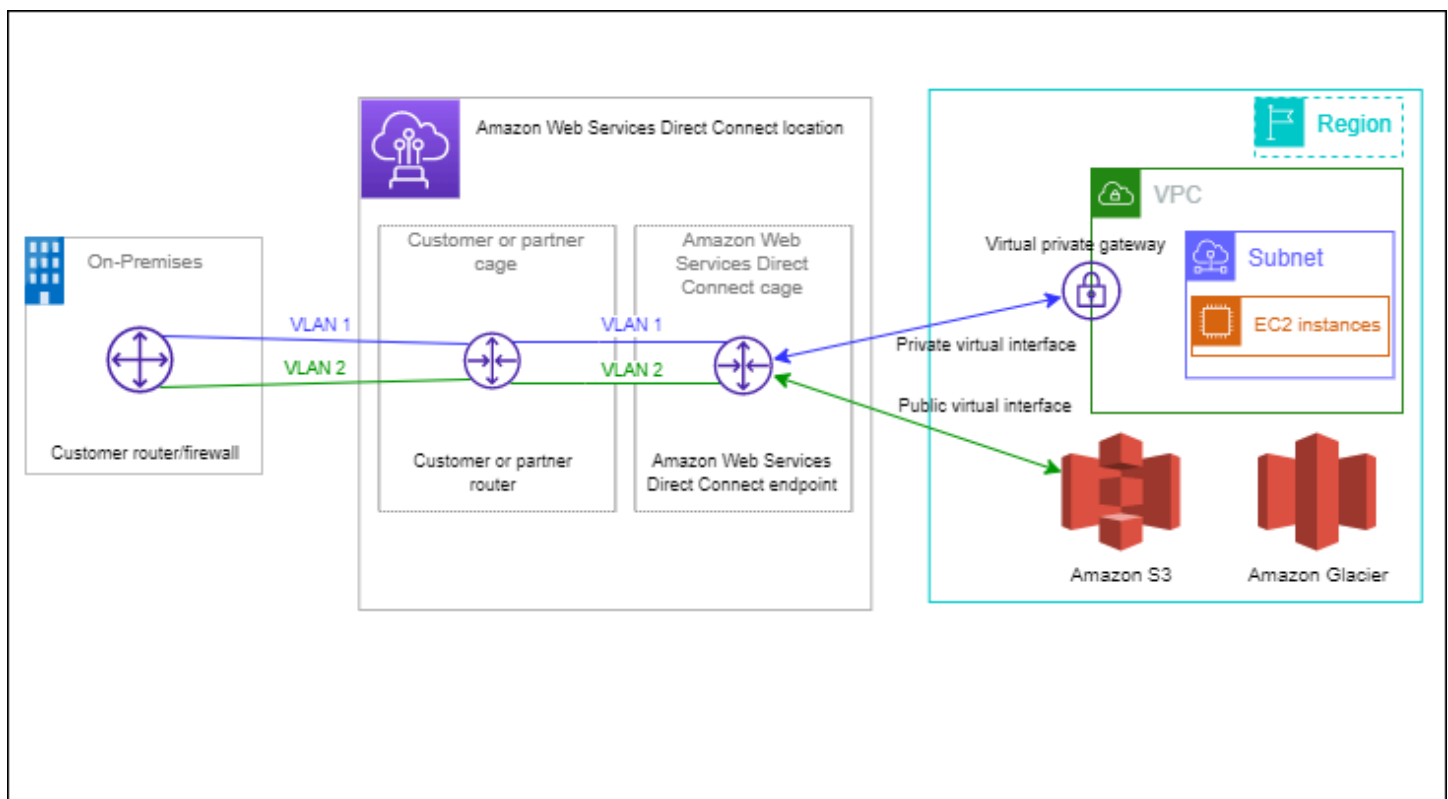 Amazon Web Services Direct Connect location
Region
VPC
On-Premises
Customer or partner
cage
Amazon Web
Services Direct
Connect cage
Virtual private gateway
Subnet
EC2 instances
VLAN 1
VLAN 1
VLAN 2
VLAN 2
Private virtual interface
Public virtual interface
Customer router/firewall
Customer or partner
router
Amazon Web Services
Direct Connect endpoint
Amazon S3
Amazon Glacier